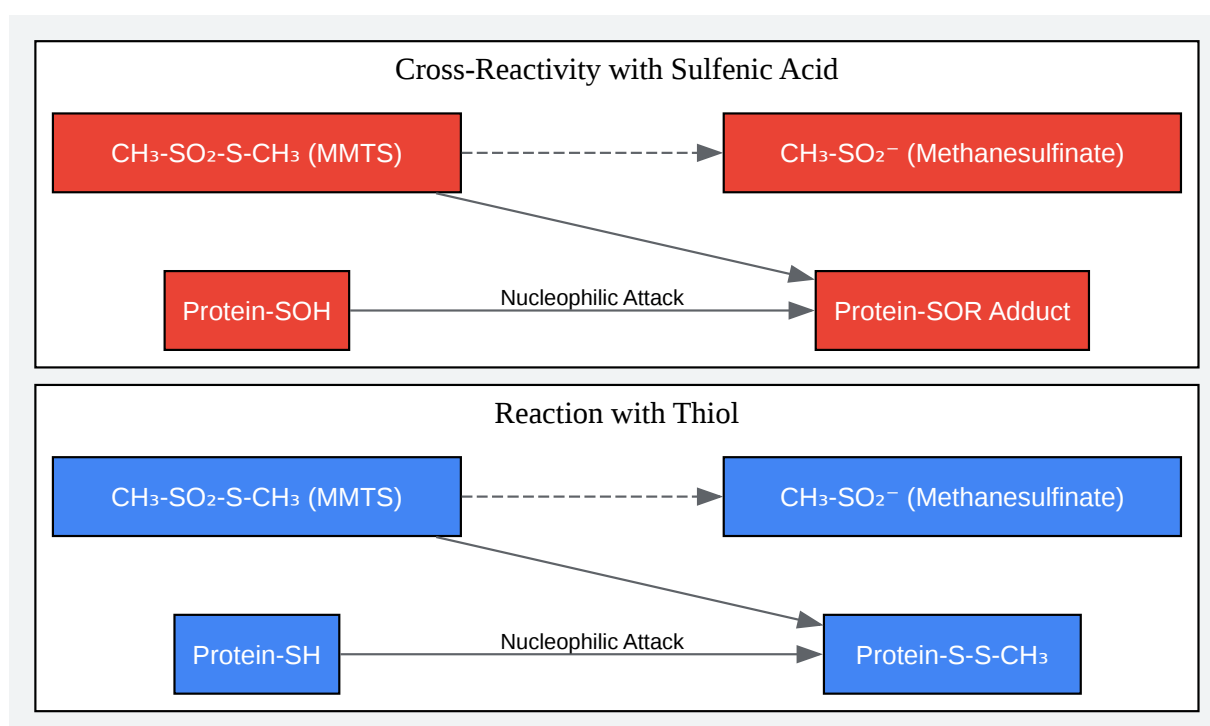 Cross-Reactivity with Sulfenic Acid
CH₃-SO₂-S-CH₃ (MMTS)
CH₃-SO₂⁻ (Methanesulfinate)
Protein-SOH
Nucleophilic Attack
Protein-SOR Adduct
Reaction with Thiol
CH₃-SO₂-S-CH₃ (MMTS)
CH₃-SO₂⁻ (Methanesulfinate)
Protein-SH
Nucleophilic Attack
Protein-S-S-CH₃